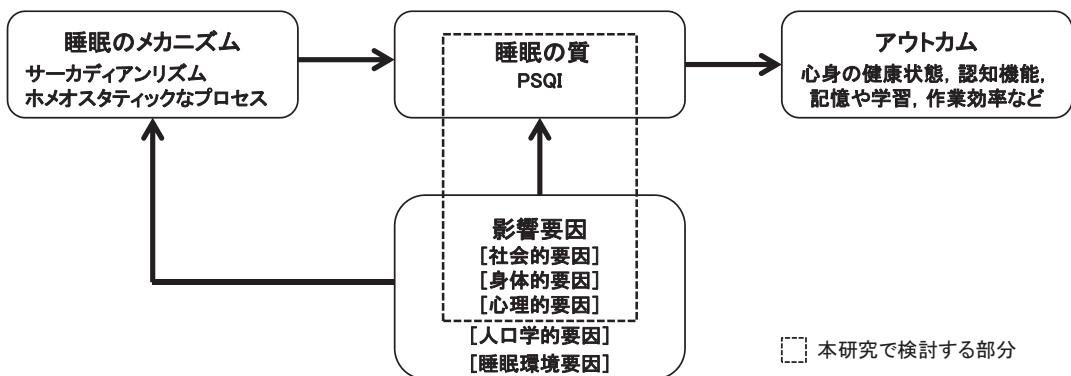 睡眠のメカニズム
サーカディアンリズム
ホメオスタティックなプロセス
睡眠の質
PSQI
アウトカム
心身の健康状態，認知機能，
記憶や学習，作業効率など
影響要因
[社会的要因]
[身体的要因]
[心理的要因]
[人口学的要因]
[睡眠環境要因]
本研究で検討する部分